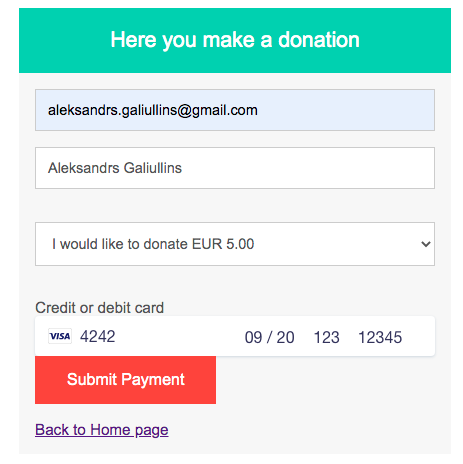 Here you make a donation
aleksandrs.galiullins@gmail.com
Aleksandrs Galiullins
I would like to donate EUR 5.00
Credit or debit card
VISA 4242 09 / 20 123 12345
Submit Payment
Back to Home page